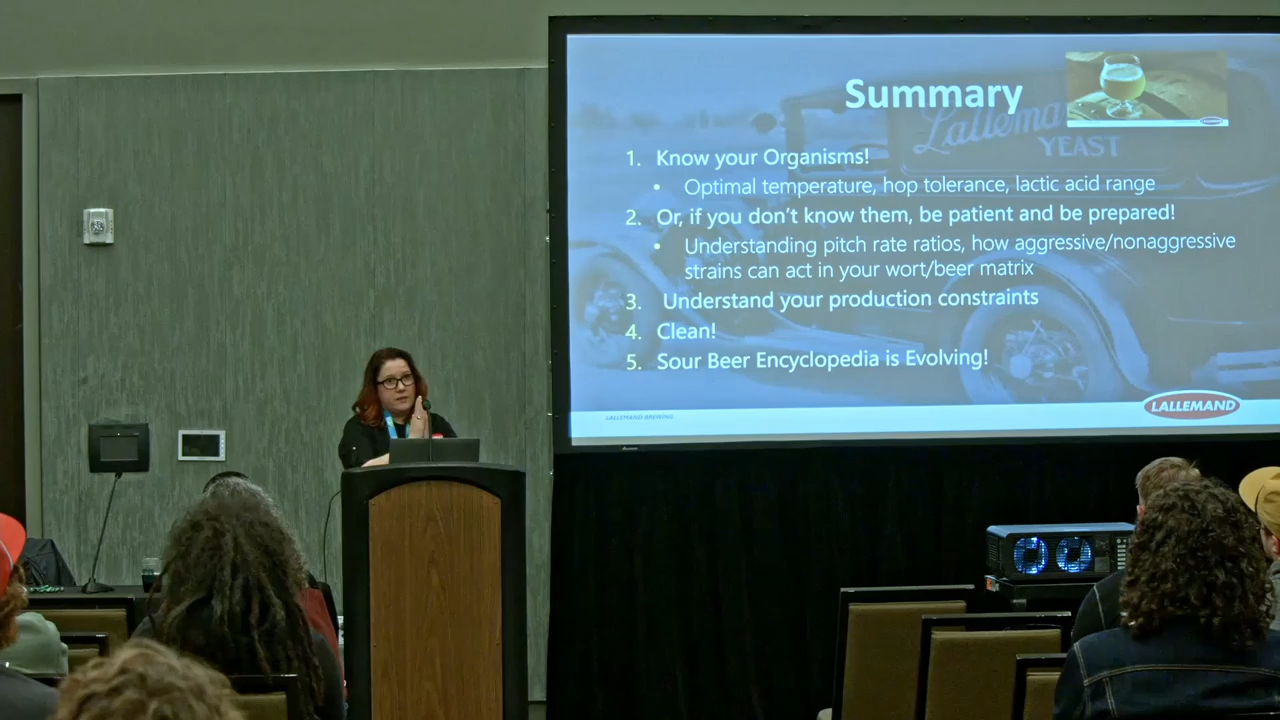 Summary
Lallema
YEAST
1. Know your Organisms!
• Optimal temperature, hop tolerance, lactic acid range
2. Or, if you don't know them, be patient and be prepared!
• Understanding pitch rate ratios, how aggressive/nonaggressive
strains can act in your wort/beer matrix
3. Understand your production constraints
4. Clean!
5. Sour Beer Encyclopedia is Evolving!
LALLEMAND BREWING
LALLEMAND